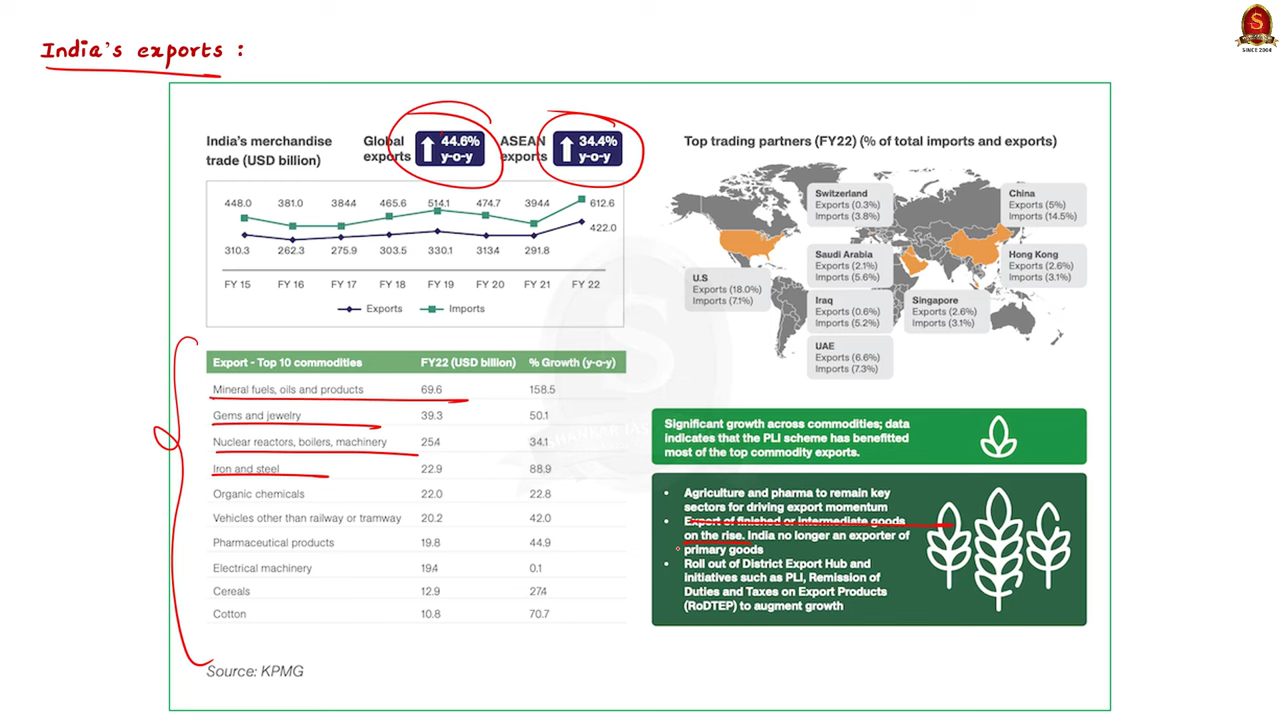 India's exports :
SINCE 2004
India's merchandise
trade (USD billion)
Global
exports
44.6%
y-o-y
ASEAN
exports
34.4%
y-o-y
448.0 381.0 384.4 465.6 514.1 474.7 394.4 612.6
310.3 262.3 275.9 303.5 330.1 313.4 291.8 422.0
FY 15 FY 16 FY 17 FY 18 FY 19 FY 20 FY 21 FY 22
Exports Imports
Export - Top 10 commodities FY22 (USD billion) % Growth (y-o-y)
Mineral fuels, oils and products 69.6 158.5
Gems and jewelry 39.3 50.1
Nuclear reactors, boilers, machinery 25.4 34.1
Iron and steel 22.9 88.9
Organic chemicals 22.0 22.8
Vehicles other than railway or tramway 20.2 42.0
Pharmaceutical products 19.8 44.9
Electrical machinery 19.4 0.1
Cereals 12.9 27.4
Cotton 10.8 70.7
Source: KPMG
Top trading partners (FY22) (% of total imports and exports)
Switzerland
Exports (0.3%)
Imports (3.8%)
China
Exports (5%)
Imports (14.5%)
Saudi Arabia
Exports (2.1%)
Imports (5.6%)
Hong Kong
Exports (2.6%)
Imports (3.1%)
U.S
Exports (18.0%)
Imports (7.1%)
Iraq
Exports (0.6%)
Imports (5.2%)
Singapore
Exports (2.6%)
Imports (3.1%)
UAE
Exports (6.6%)
Imports (7.3%)
Significant growth across commodities; data
indicates that the PLI scheme has benefitted
most of the top commodity exports.
• Agriculture and pharma to remain key
sectors for driving export momentum
• Export of finished or intermediate goods
on the rise. India no longer an exporter of
primary goods
• Roll out of District Export Hub and
initiatives such as PLI, Remission of
Duties and Taxes on Export Products
(RoDTEP) to augment growth